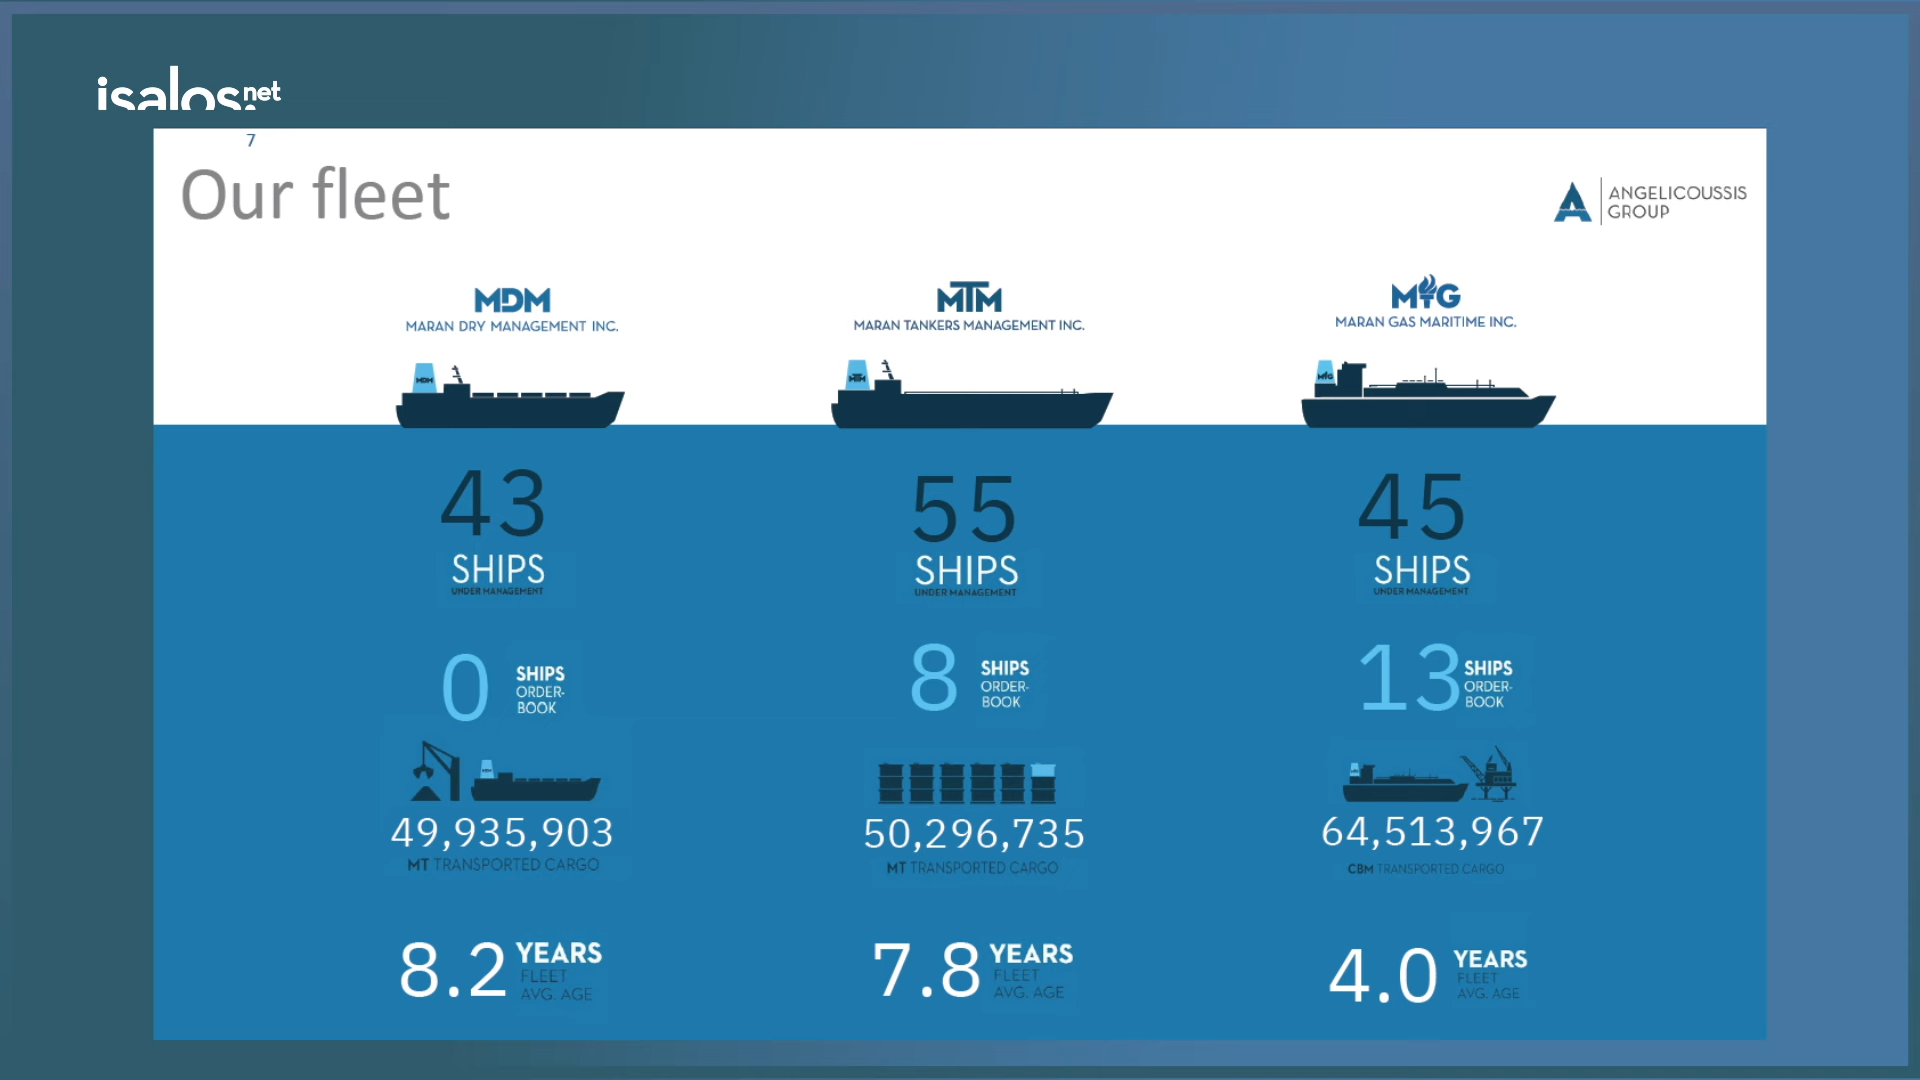 isalos.net
7
Our fleet
ANGELICOUSSIS
GROUP
MDM
MARAN DRY MANAGEMENT INC.
MTM
MARAN TANKERS MANAGEMENT INC.
MG
MARAN GAS MARITIME INC.
MDM
MTM
MG
43
SHIPS
UNDER MANAGEMENT
55
SHIPS
UNDER MANAGEMENT
45
SHIPS
UNDER MANAGEMENT
0
SHIPS
ORDER-
BOOK
8
SHIPS
ORDER-
BOOK
13
SHIPS
ORDER-
BOOK
49,935,903
MT TRANSPORTED CARGO
50,296,735
MT TRANSPORTED CARGO
64,513,967
CBM TRANSPORTED CARGO
8.2
YEARS
FLEET
AVG. AGE
7.8
YEARS
FLEET
AVG. AGE
4.0
YEARS
FLEET
AVG. AGE